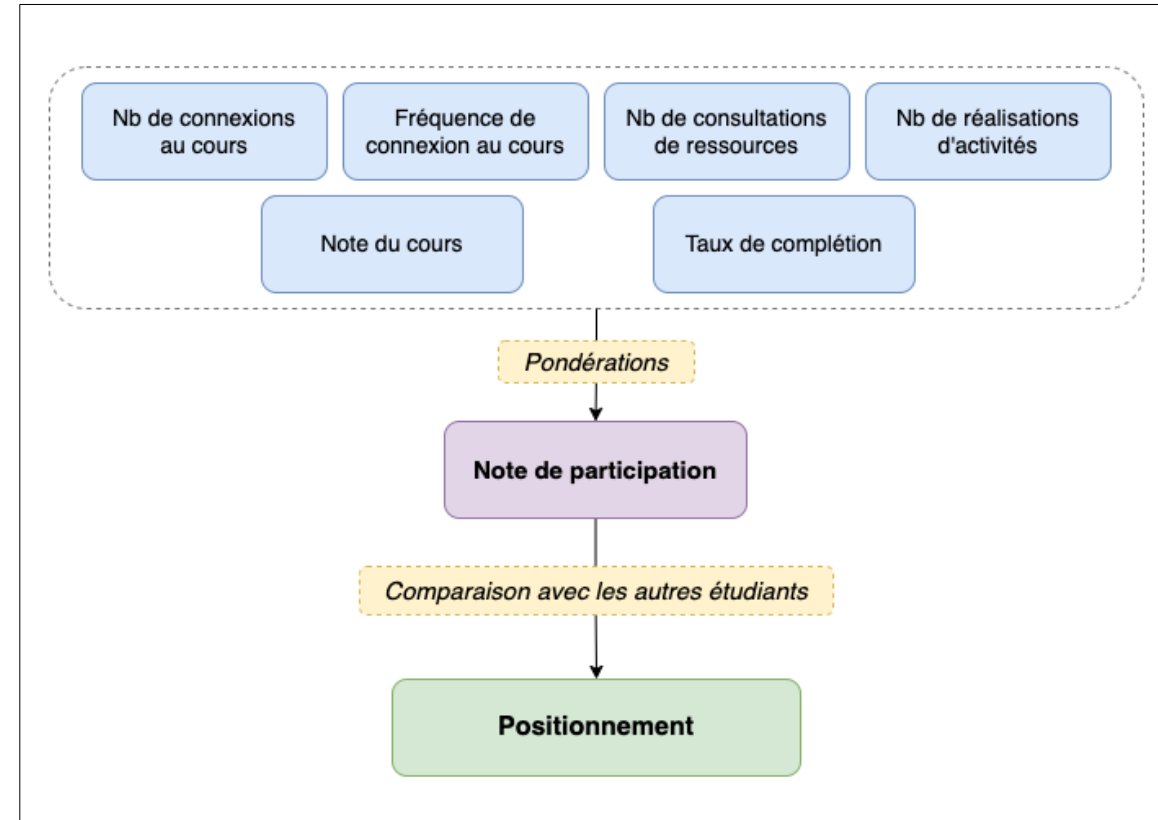 Nb de connexions
au cours
Fréquence de
connexion au cours
Nb de consultations
de ressources
Nb de réalisations
d'activités
Note du cours
Taux de complétion
Pondérations
Note de participation
Comparaison avec les autres étudiants
Positionnement